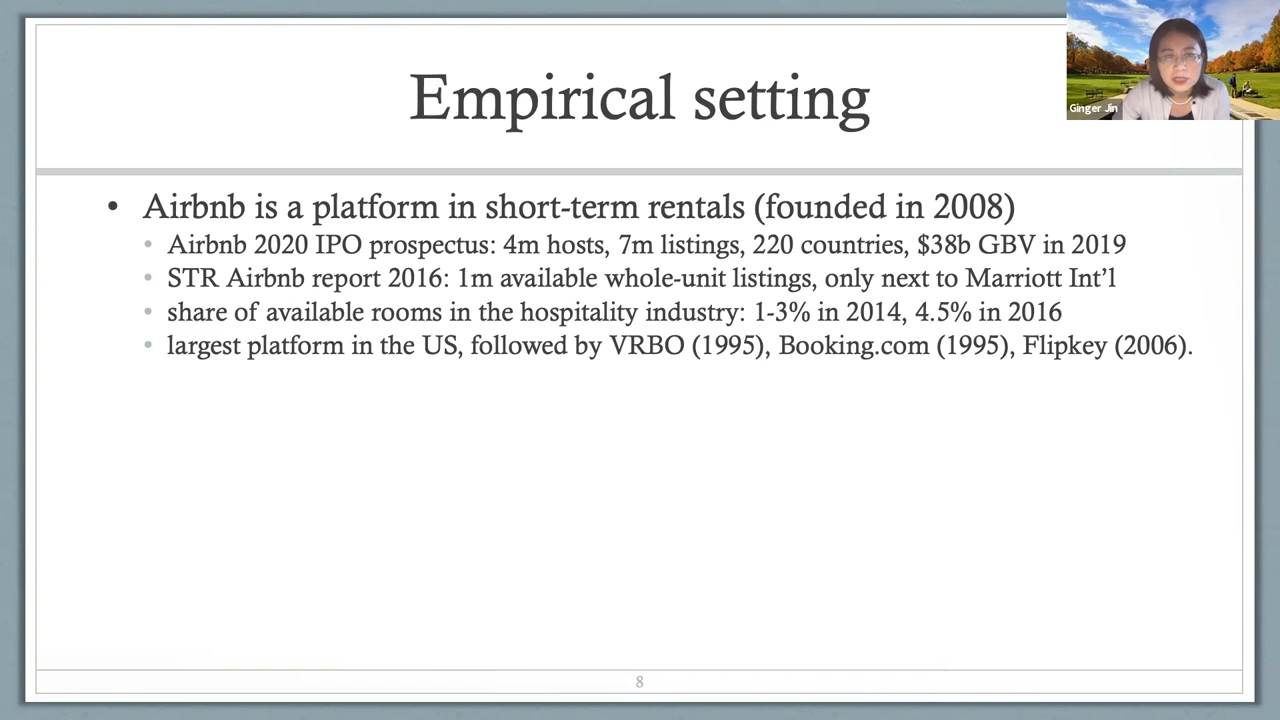 Empirical setting
Ginger Jin
• Airbnb is a platform in short-term rentals (founded in 2008)
• Airbnb 2020 IPO prospectus: 4m hosts, 7m listings, 220 countries, $38b GBV in 2019
• STR Airbnb report 2016: 1m available whole-unit listings, only next to Marriott Int’l
• share of available rooms in the hospitality industry: 1-3% in 2014, 4.5% in 2016
• largest platform in the US, followed by VRBO (1995), Booking.com (1995), Flipkey (2006).
8